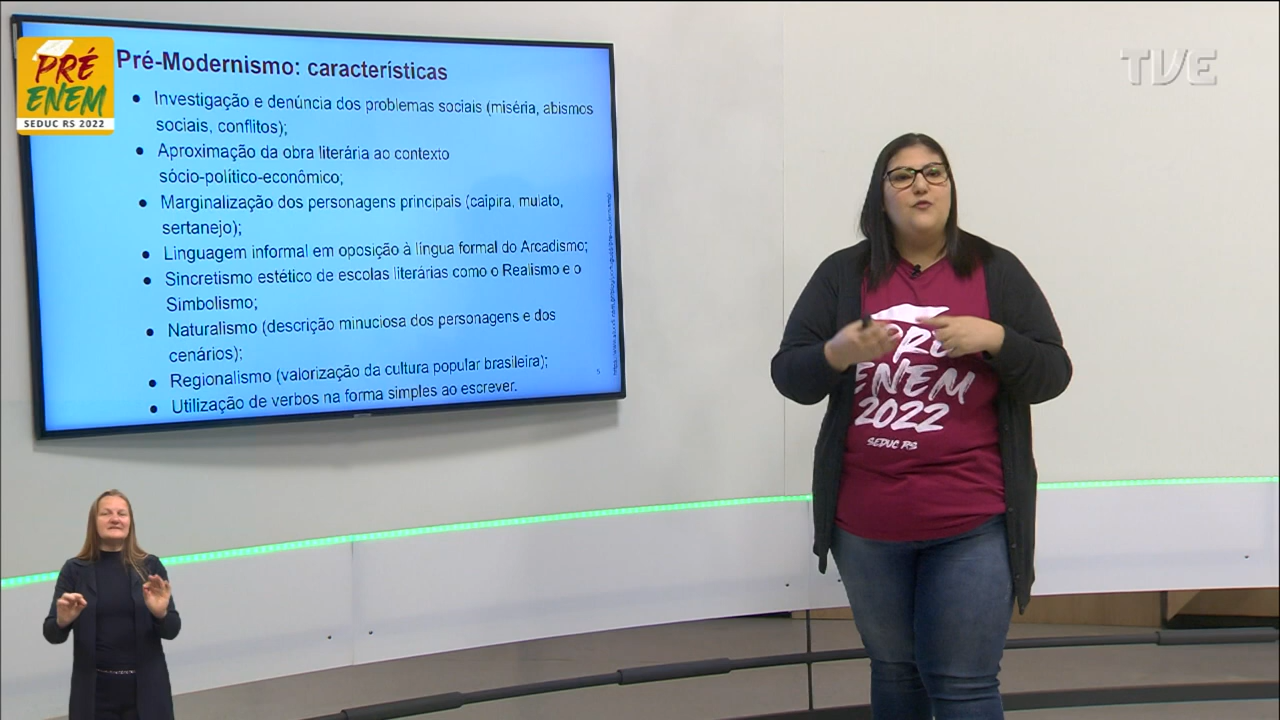 PRÉ
ENEM
SEDUC RS 2022
TVE
Pré-Modernismo: características
Investigação e denúncia dos problemas sociais (miséria, abismos
sociais, conflitos);
Aproximação da obra literária ao contexto
sócio-político-econômico;
Marginalização dos personagens principais (caipira, mulato,
sertanejo);
Linguagem informal em oposição à língua formal do Arcadismo;
Sincretismo estético de escolas literárias como o Realismo e o
Simbolismo;
Naturalismo (descrição minuciosa dos personagens e dos
cenários);
Regionalismo (valorização da cultura popular brasileira);
Utilização de verbos na forma simples ao escrever.
5
PRÉ
ENEM
2022
SEDUC RS